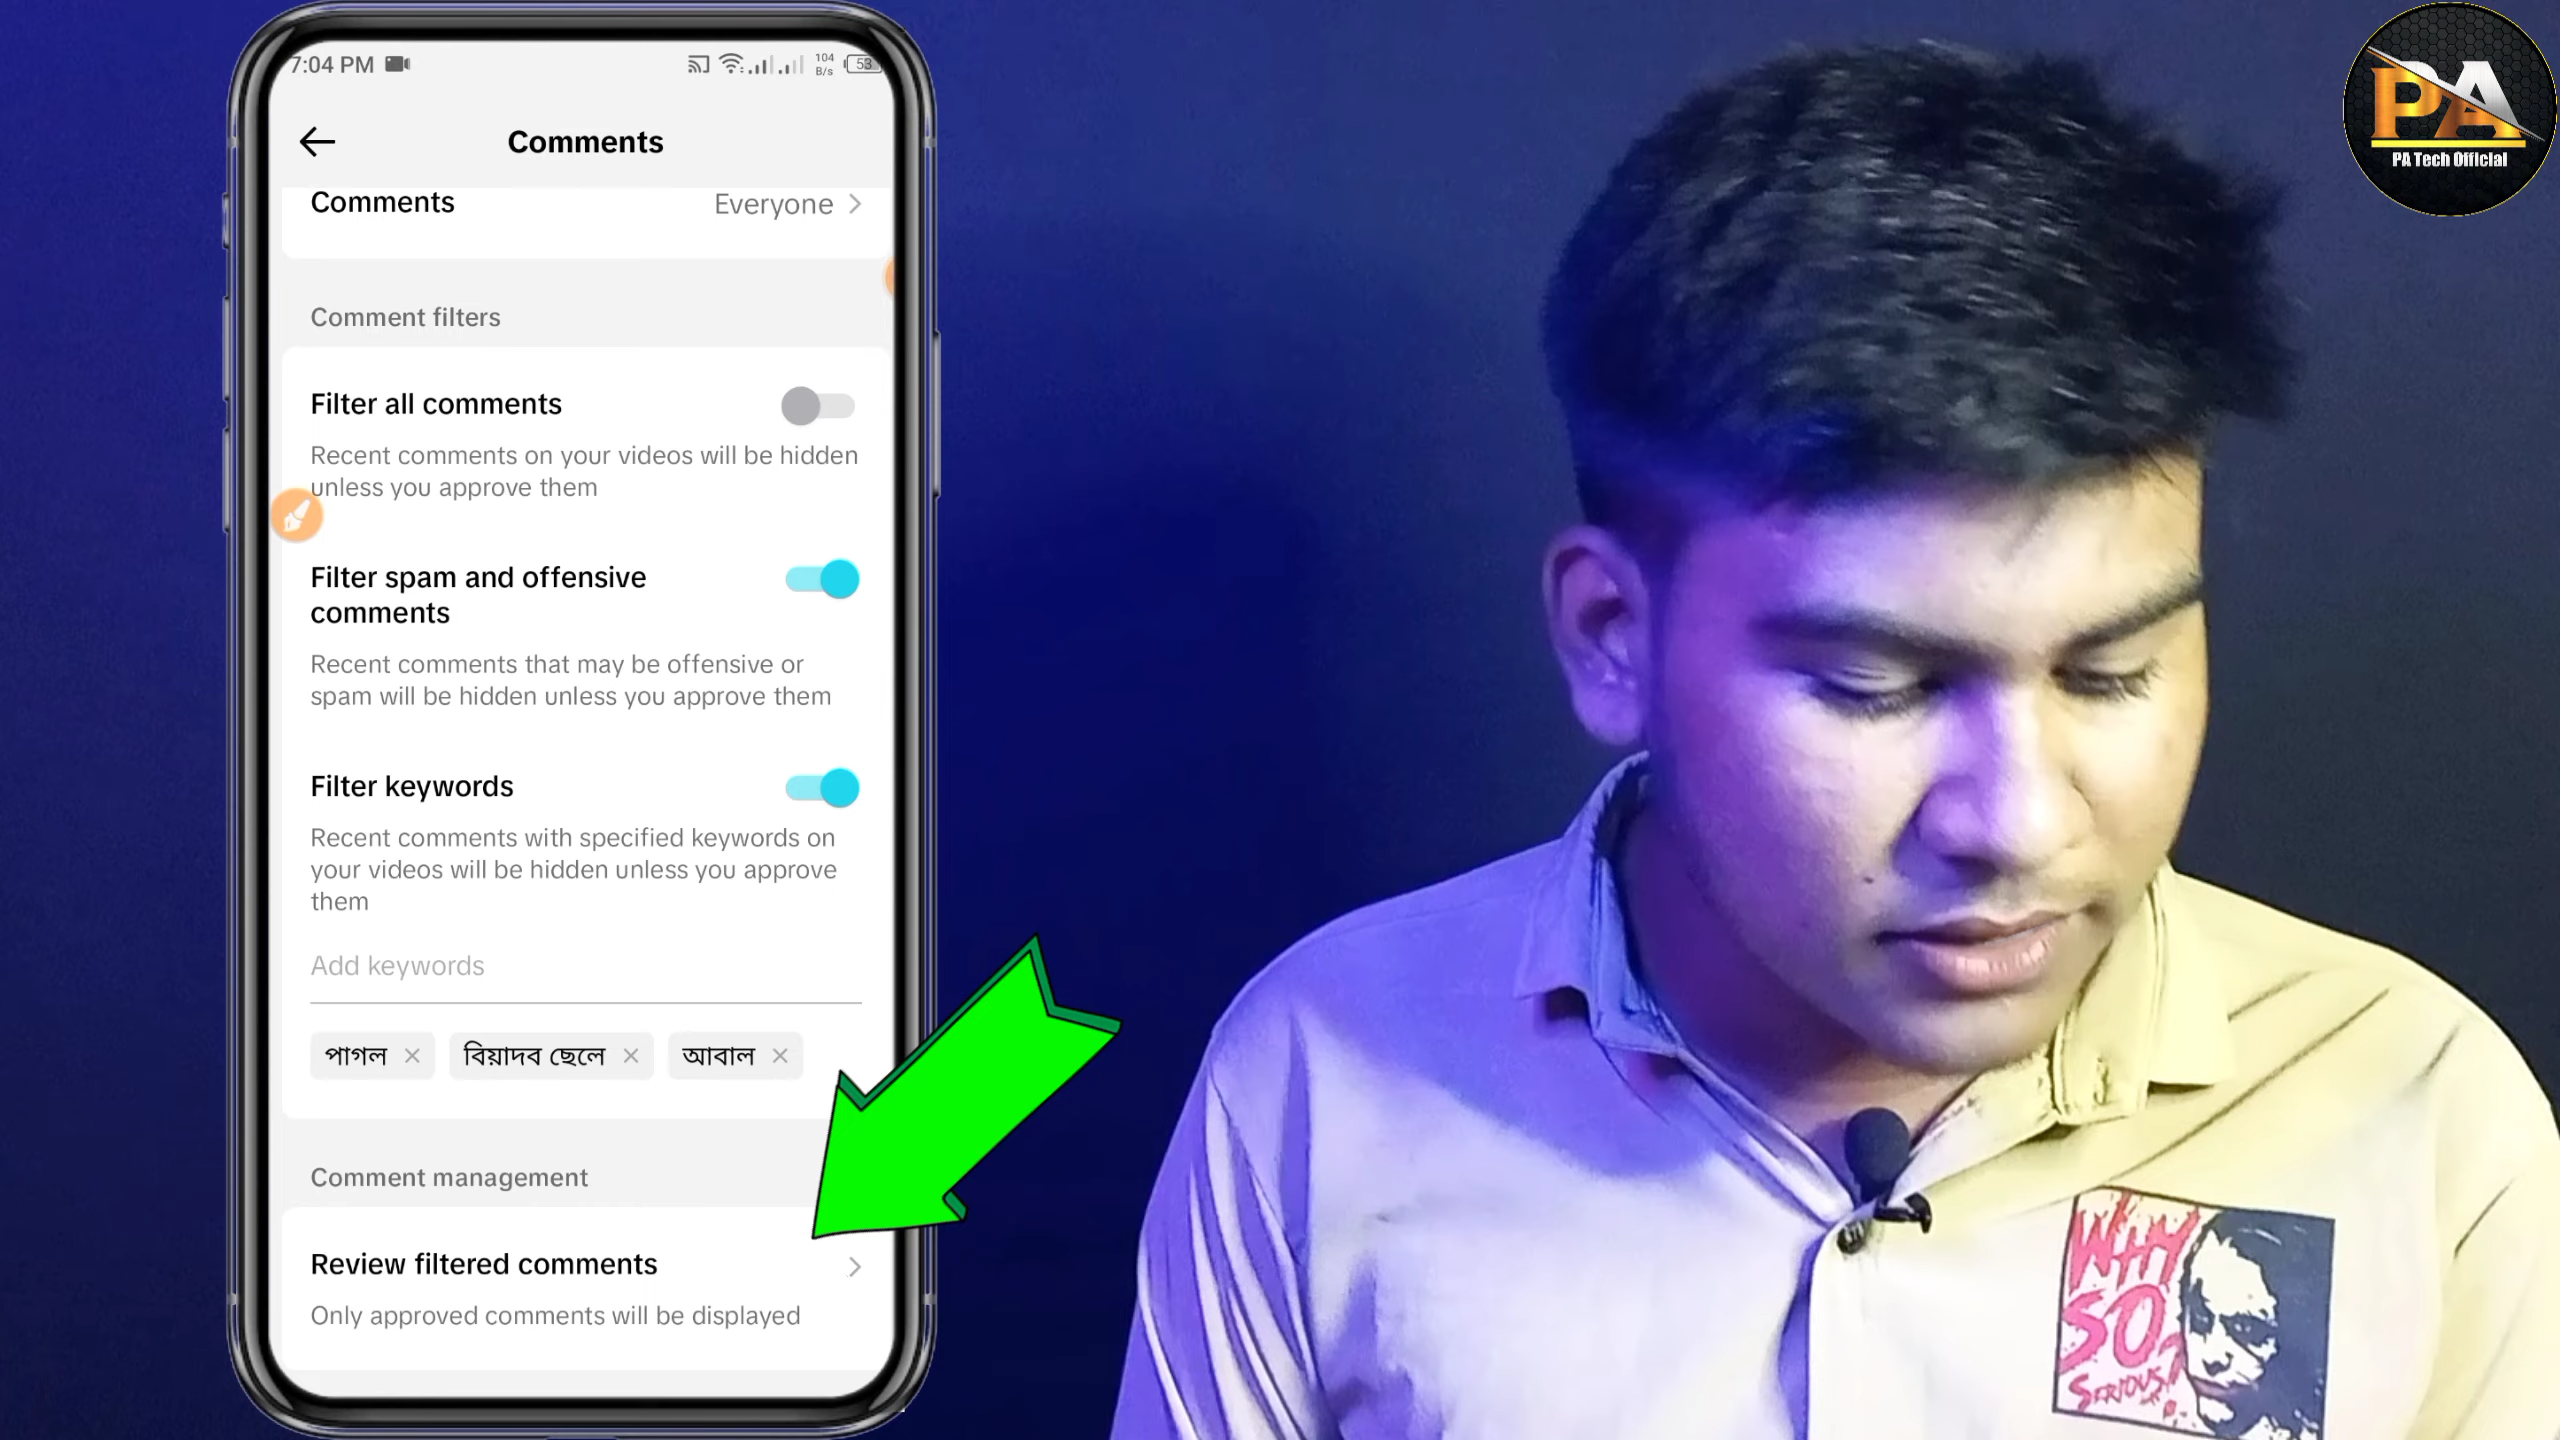 7:04 PM
104
B/s
53
Comments
Comments
Everyone
Comment filters
Filter all comments
Recent comments on your videos will be hidden
unless you approve them
Filter spam and offensive
comments
Recent comments that may be offensive or
spam will be hidden unless you approve them
Filter keywords
Recent comments with specified keywords on
your videos will be hidden unless you approve
them
Add keywords
পাগল
বিয়াদব ছেলে
আবাল
Comment management
Review filtered comments
Only approved comments will be displayed
PA
PA Tech Official
WHY
SO
SERIOUS?